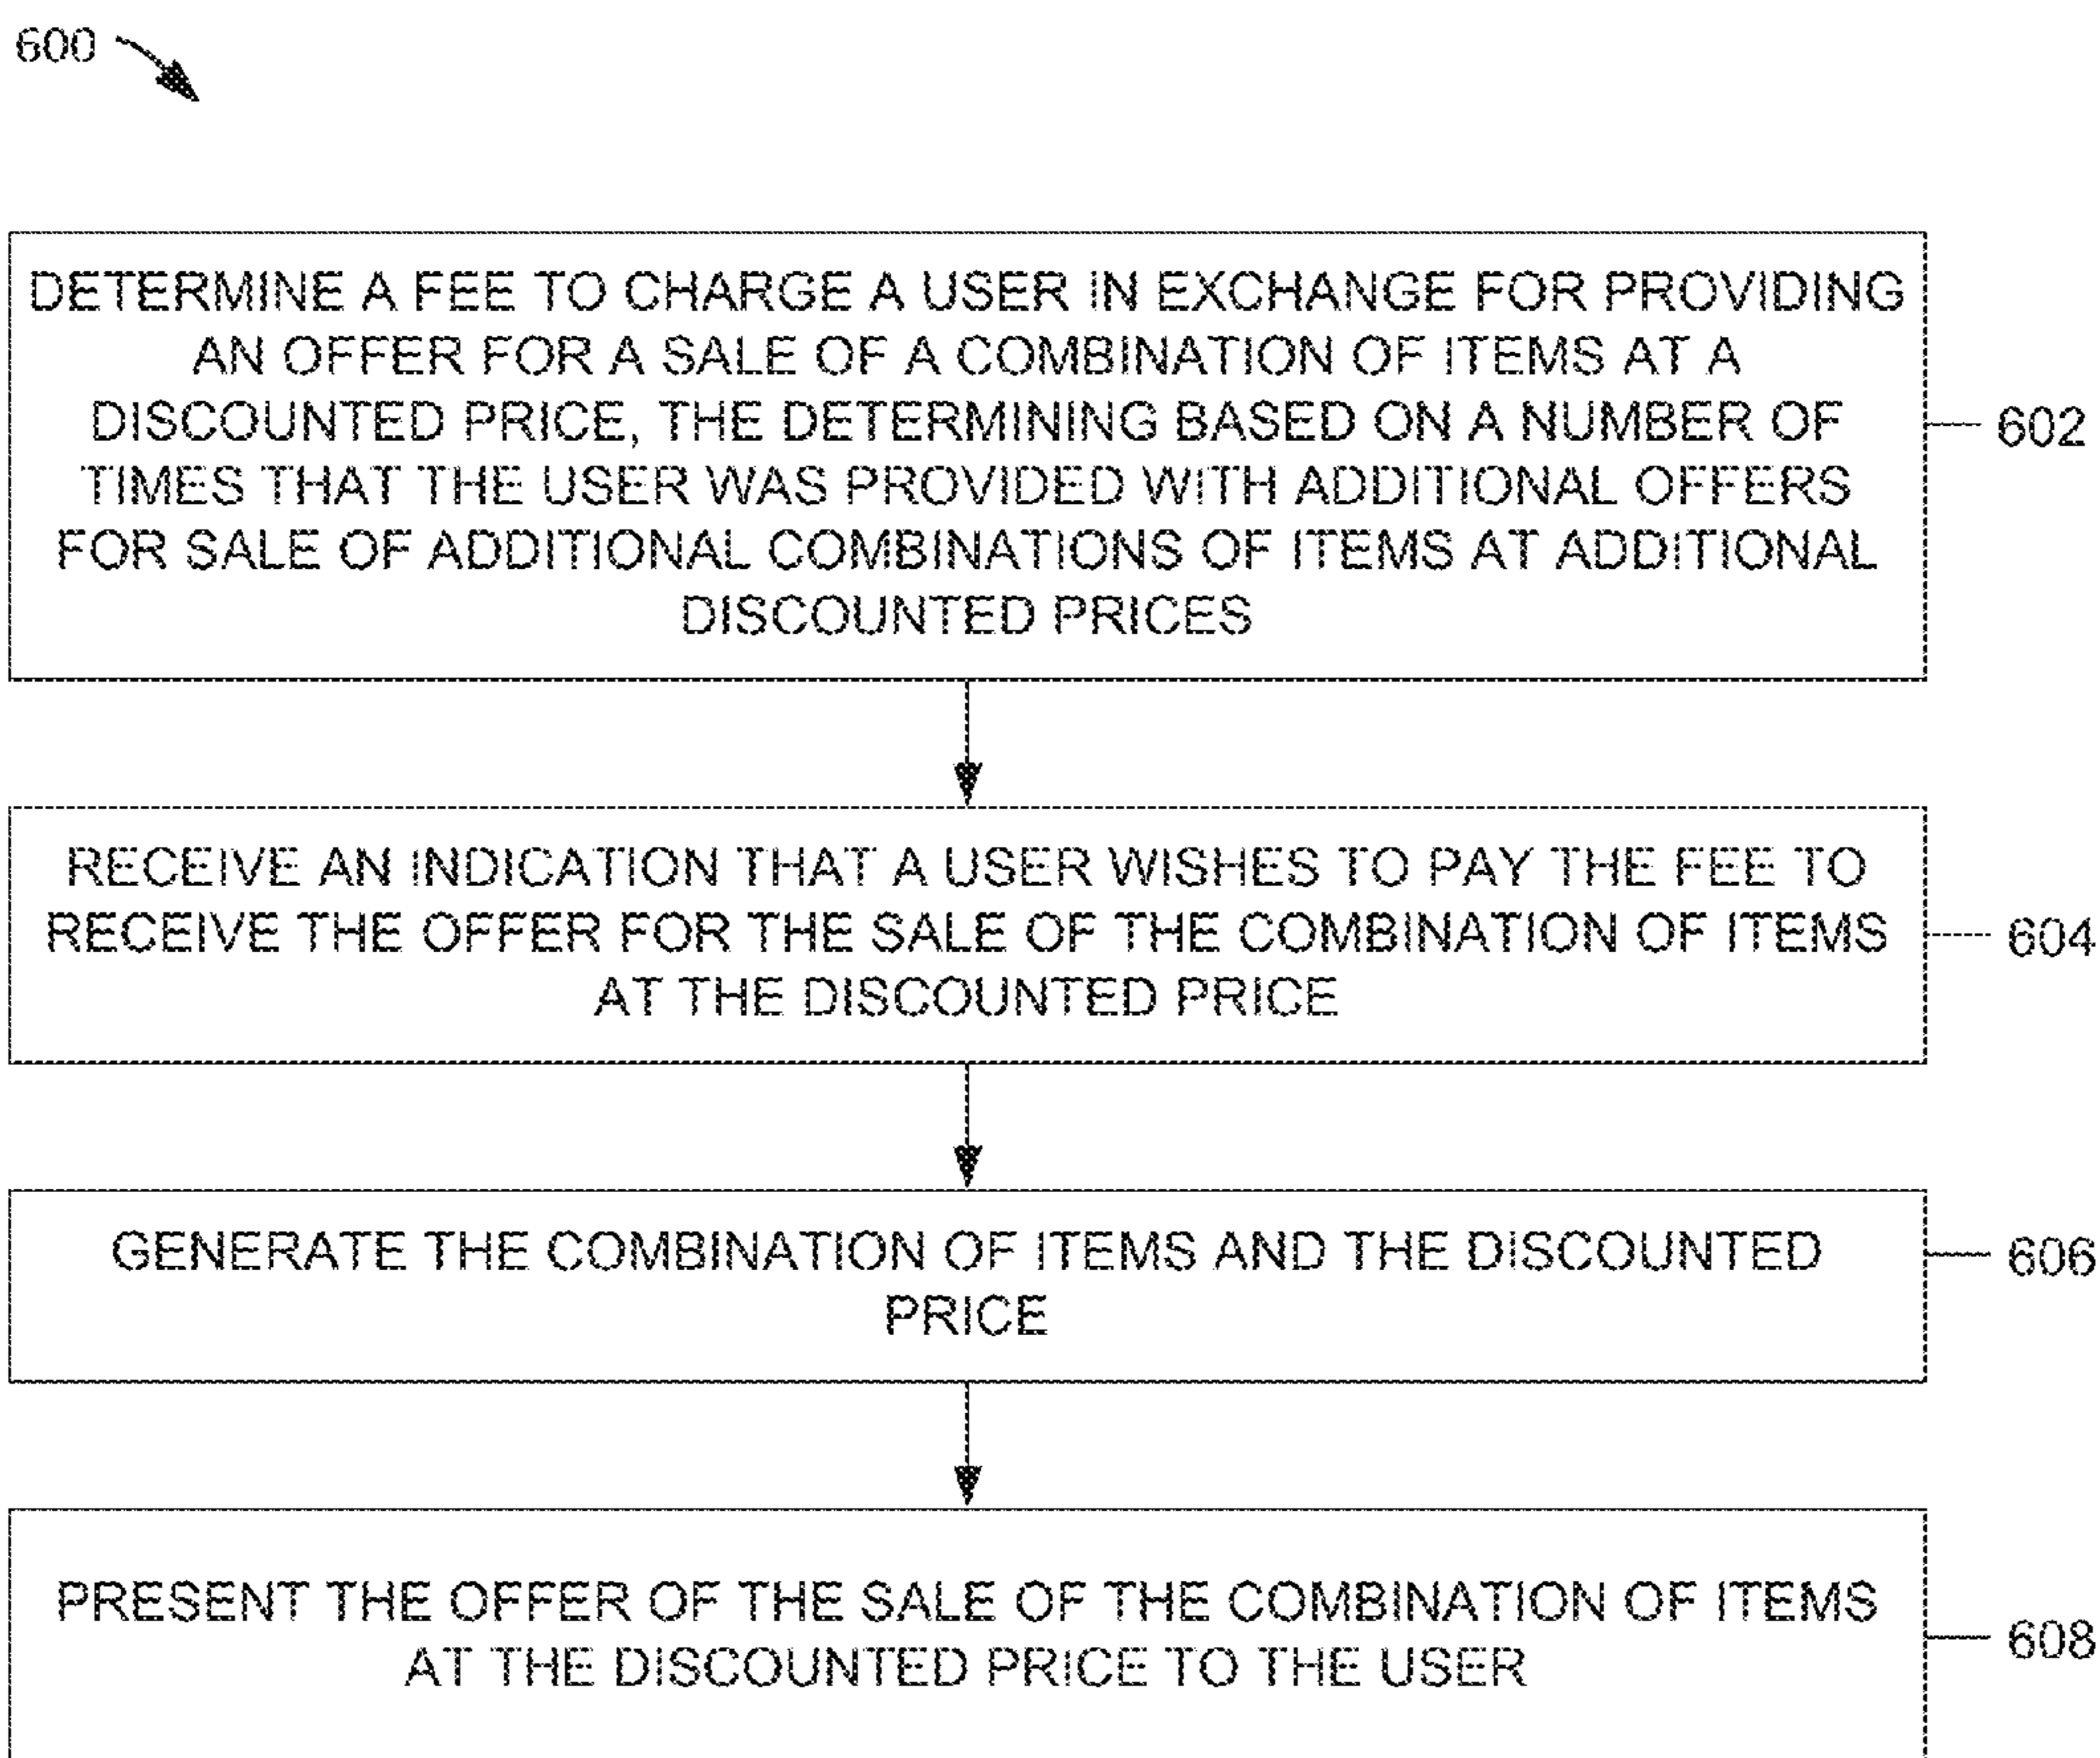 600
DETERMINE A FEE TO CHARGE A USER IN EXCHANGE FOR PROVIDING
AN OFFER FOR A SALE OF A COMBINATION OF ITEMS AT A
DISCOUNTED PRICE, THE DETERMINING BASED ON A NUMBER OF
TIMES THAT THE USER WAS PROVIDED WITH ADDITIONAL OFFERS
FOR SALE OF ADDITIONAL COMBINATIONS OF ITEMS AT ADDITIONAL
DISCOUNTED PRICES
602
RECEIVE AN INDICATION THAT A USER WISHES TO PAY THE FEE TO
RECEIVE THE OFFER FOR THE SALE OF THE COMBINATION OF ITEMS
AT THE DISCOUNTED PRICE
604
GENERATE THE COMBINATION OF ITEMS AND THE DISCOUNTED
PRICE
606
PRESENT THE OFFER OF THE SALE OF THE COMBINATION OF ITEMS
AT THE DISCOUNTED PRICE TO THE USER
608